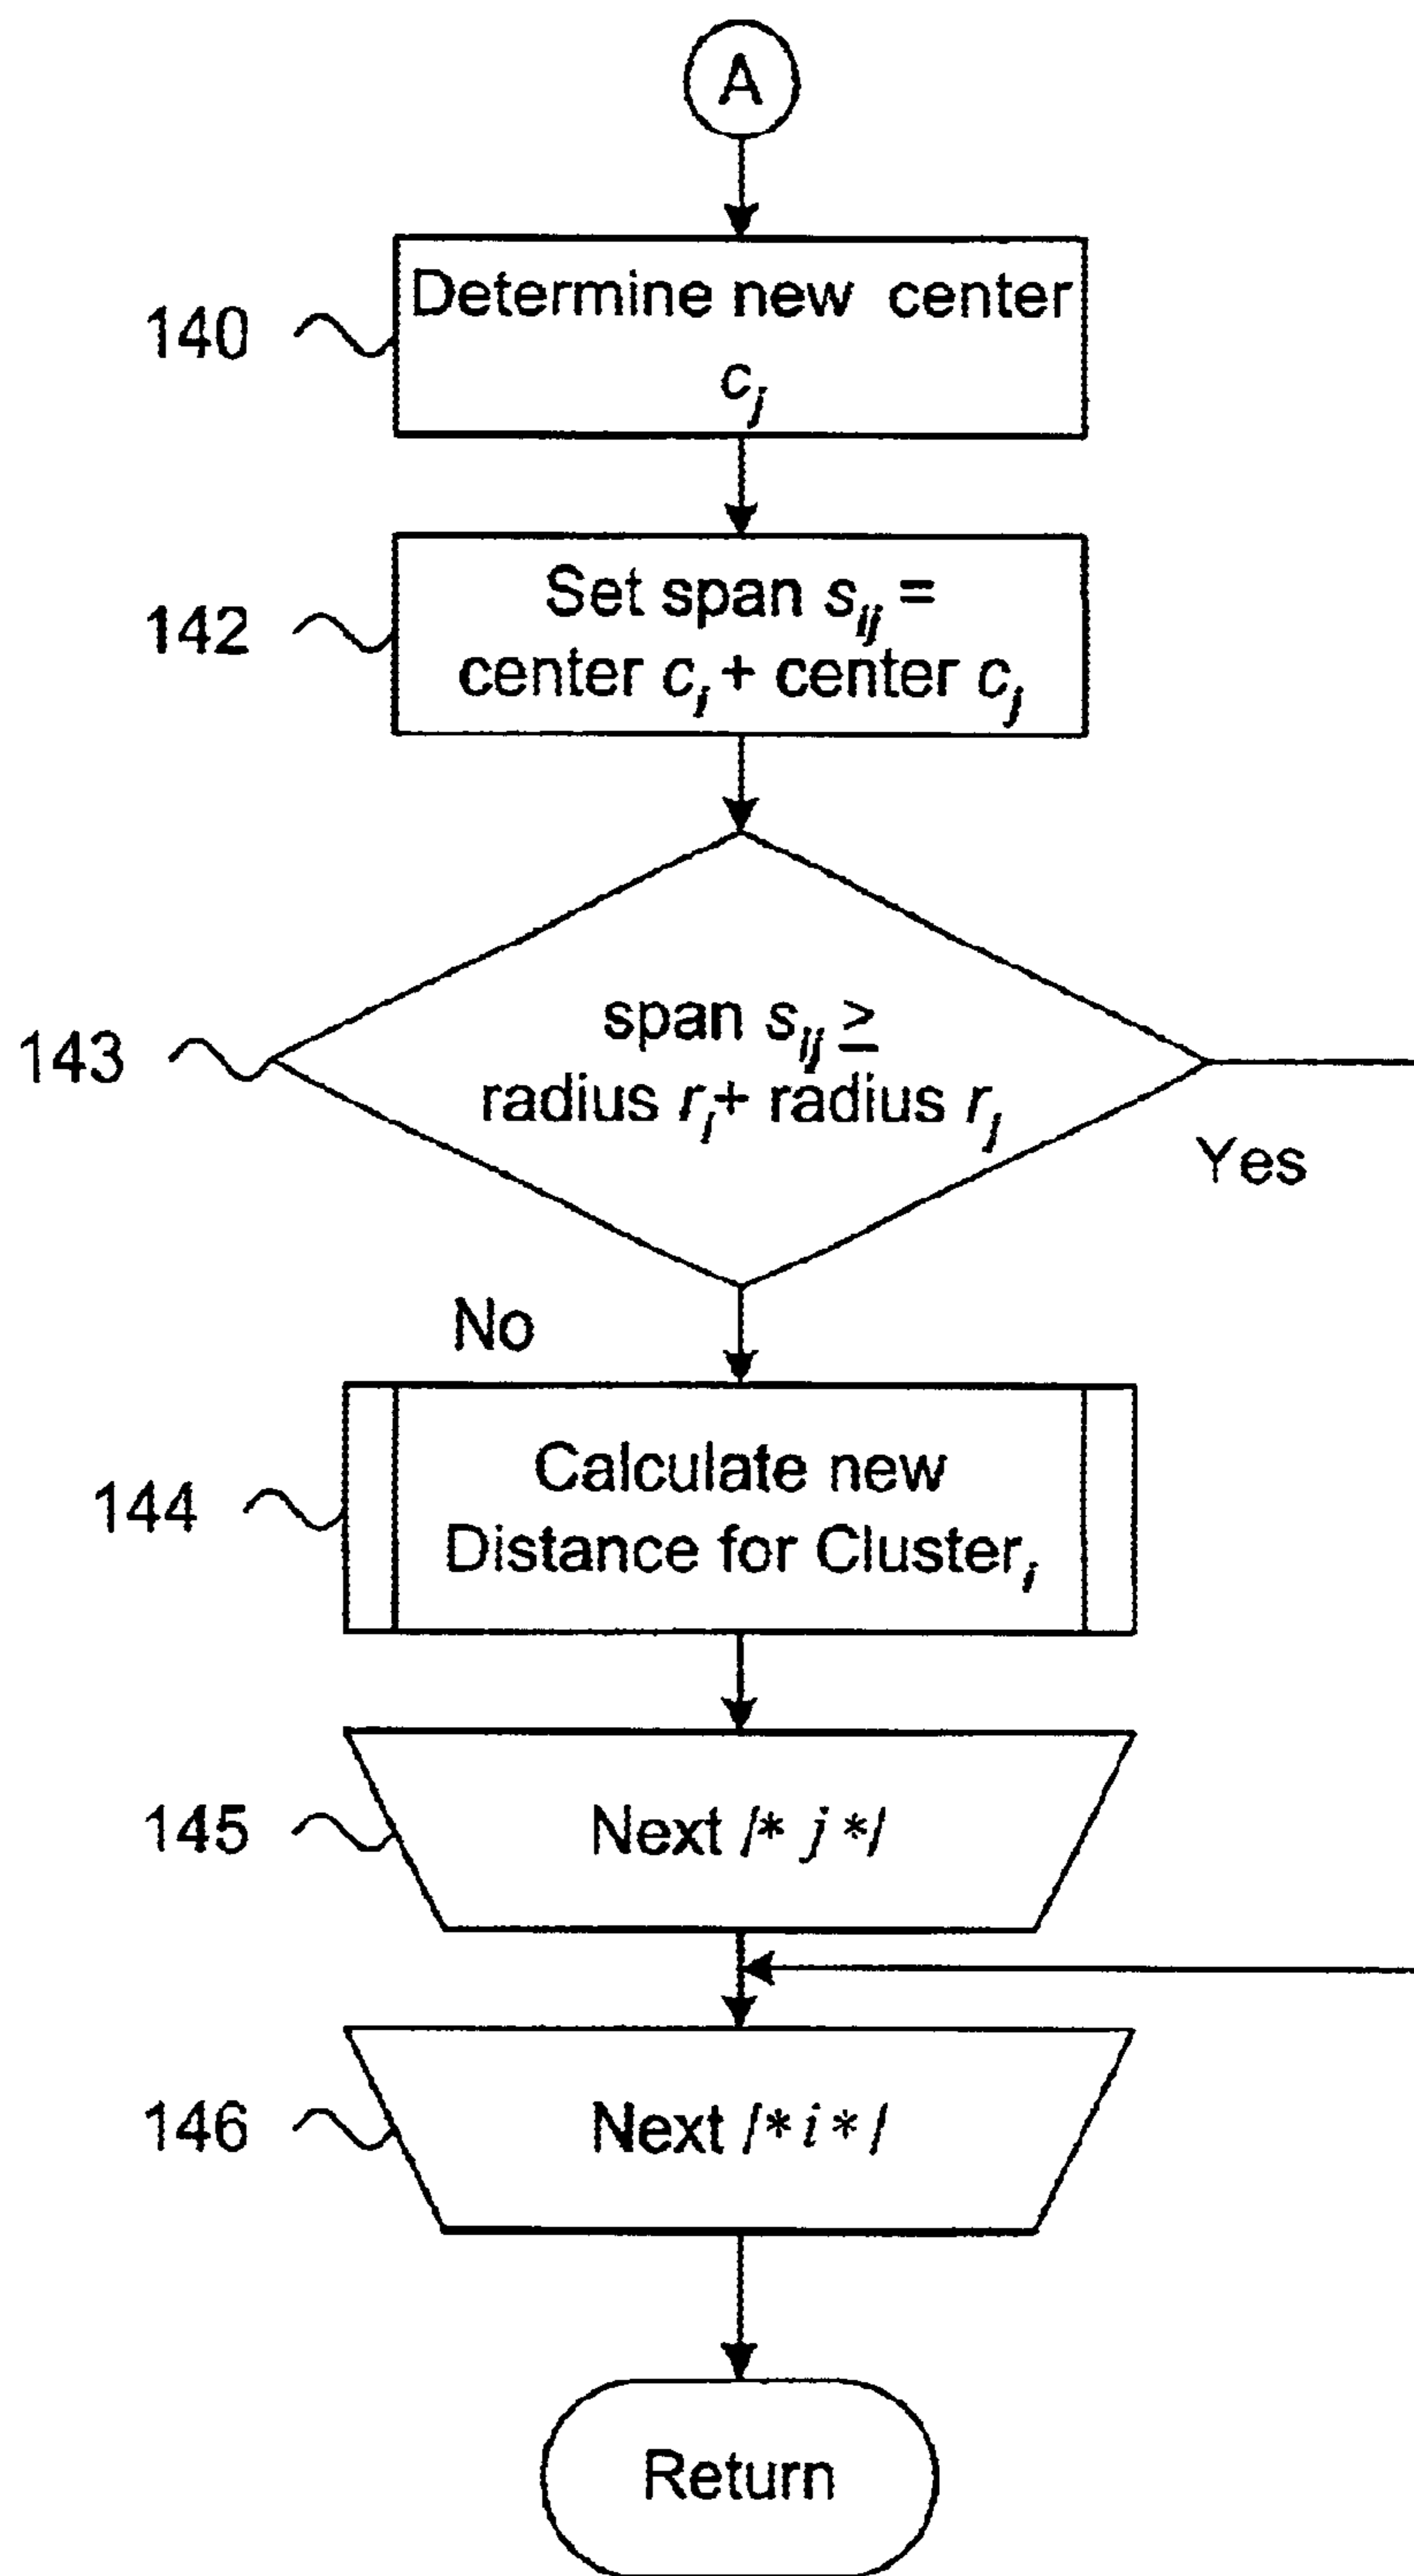 A
140
Determine new center
c_j
142
Set span s_ij =
center c_i + center c_j
143
span s_ij ≥
radius r_i + radius r_j
Yes
No
144
Calculate new
Distance for Cluster_i
145
Next /* j */
146
Next /* i */
Return